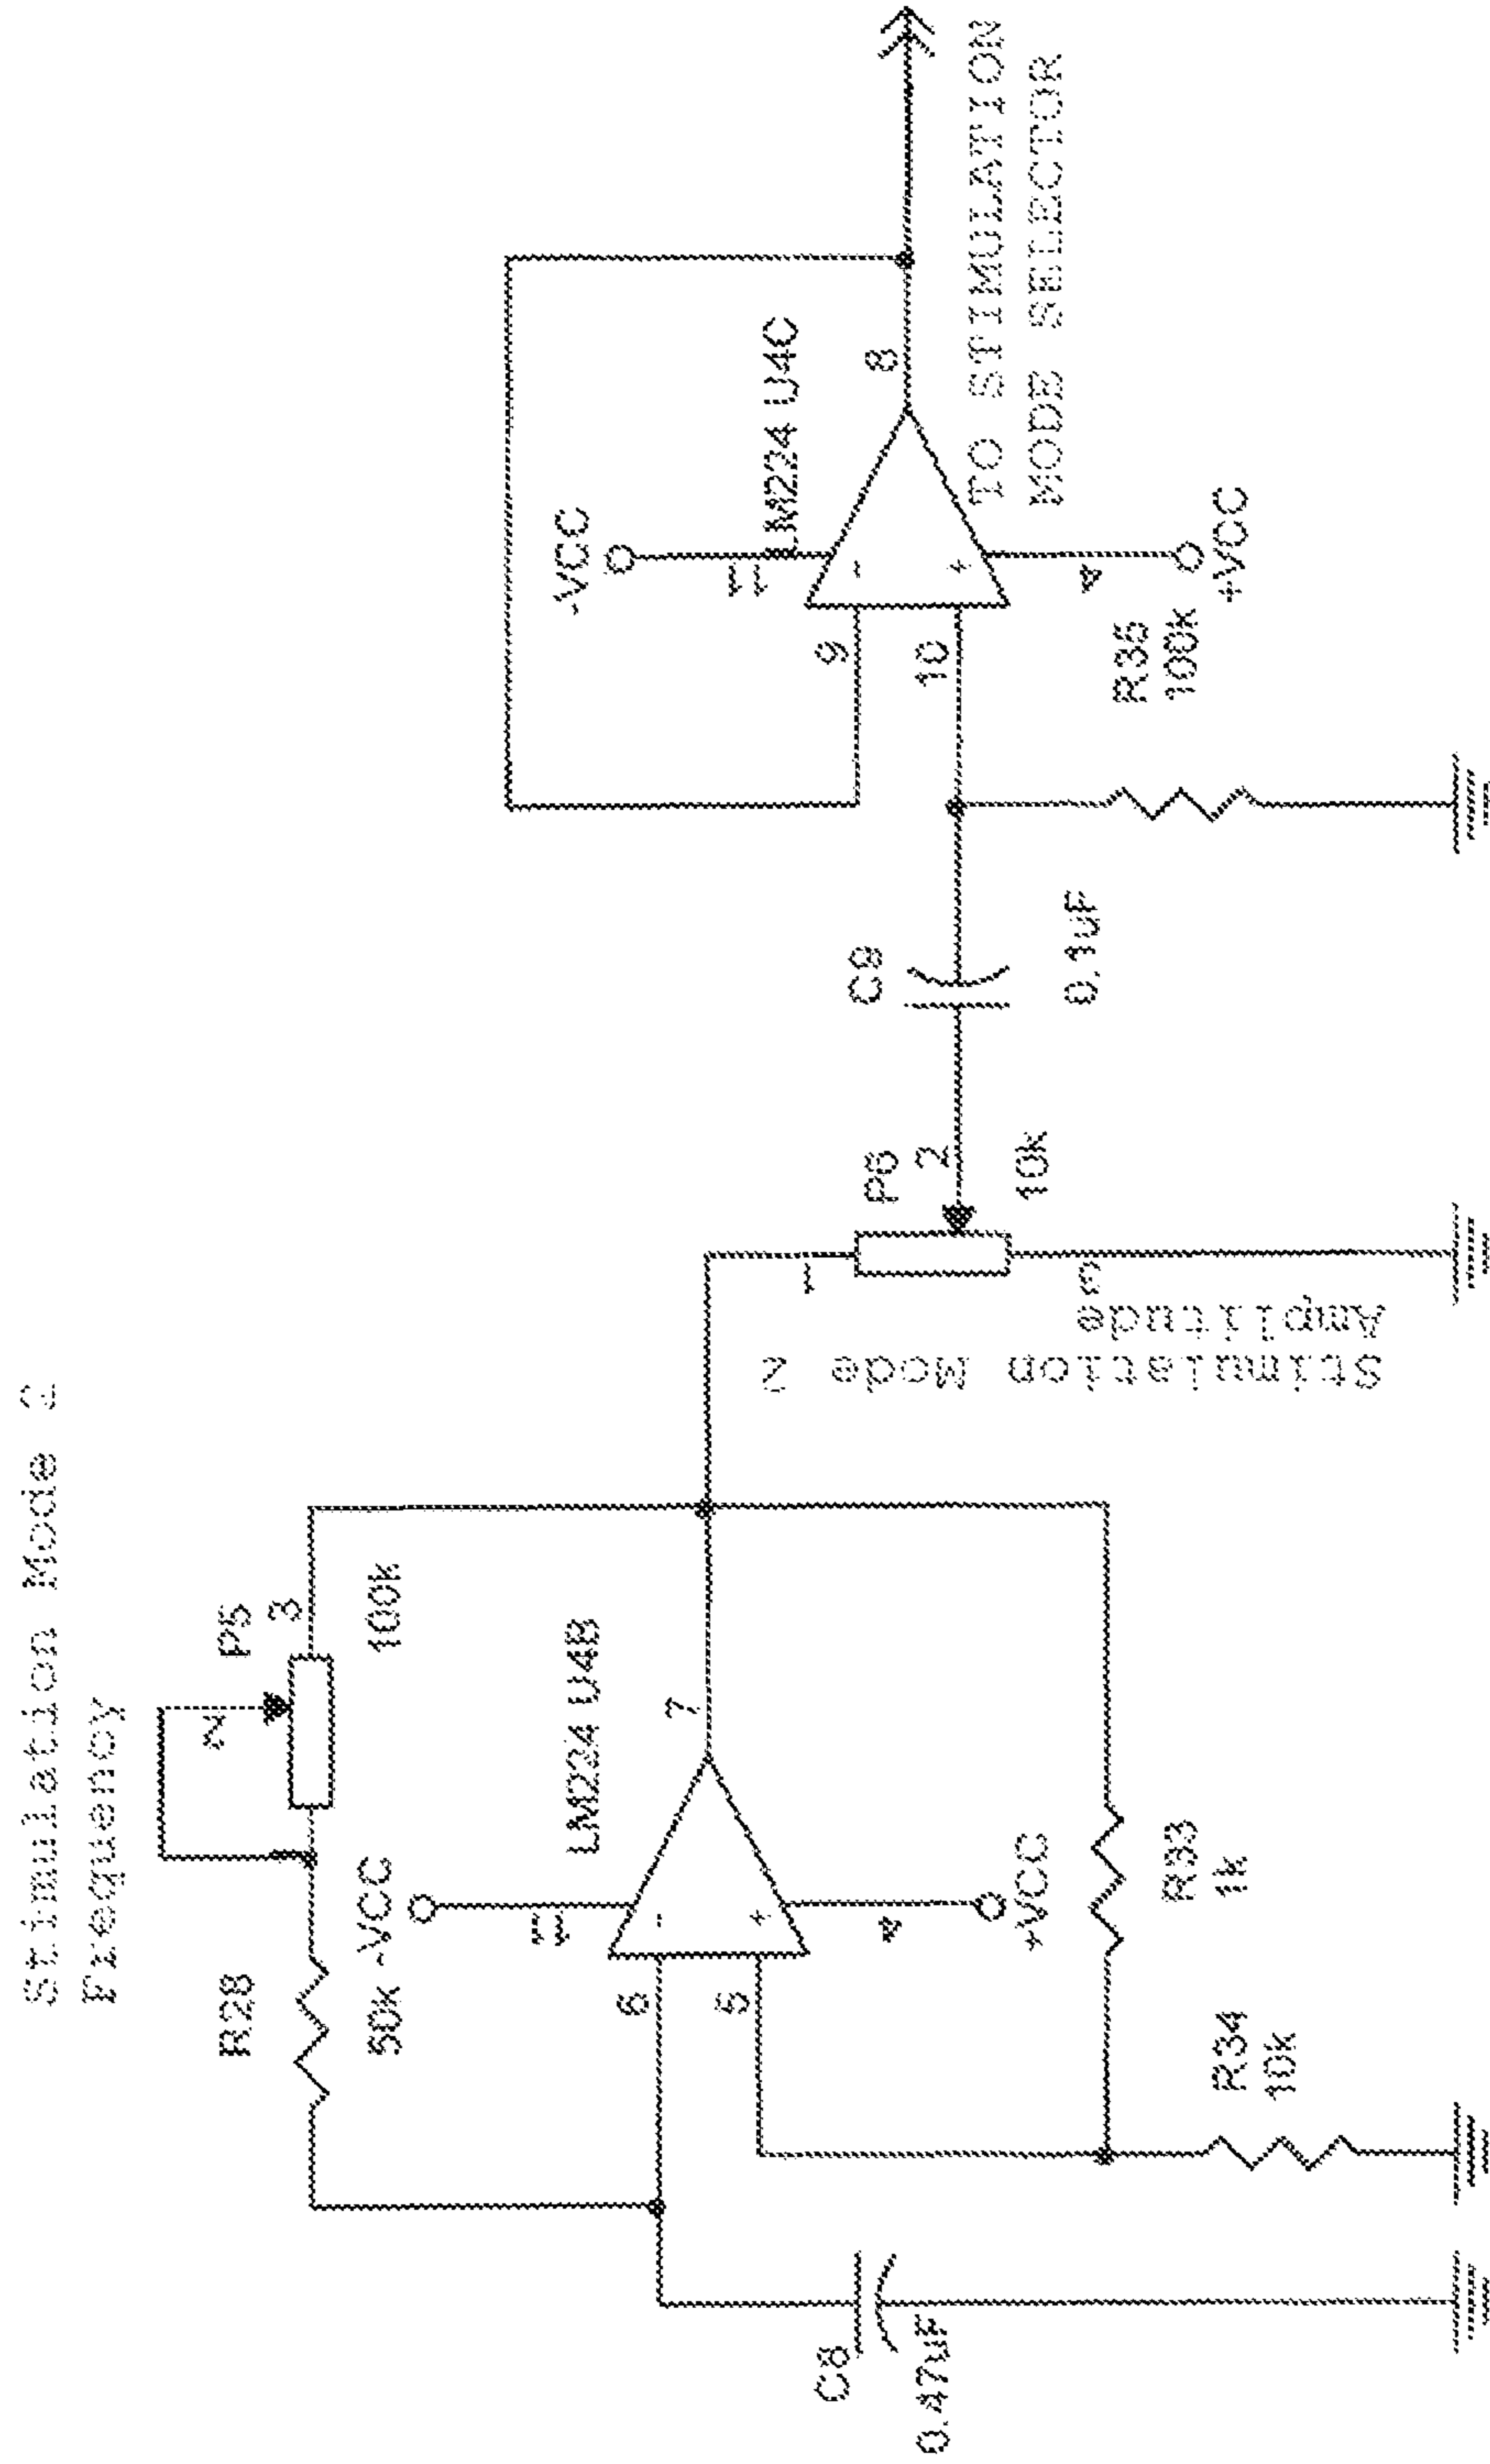 Stimulation Mode 2
Frequency
R28
50k
P5
3
2
100k
-VCC
11
LM224 U4B
6
5
7
4
+VCC
C8
0.47uF
R33
1k
R34
10k
Stimulation Mode 2
Amplitude
1
P6
2
10k
3
C9
0.1uF
-VCC
11
LM224 U4C
9
10
8
4
+VCC
R35
100k
TO STIMULATION
MODE SELECTOR